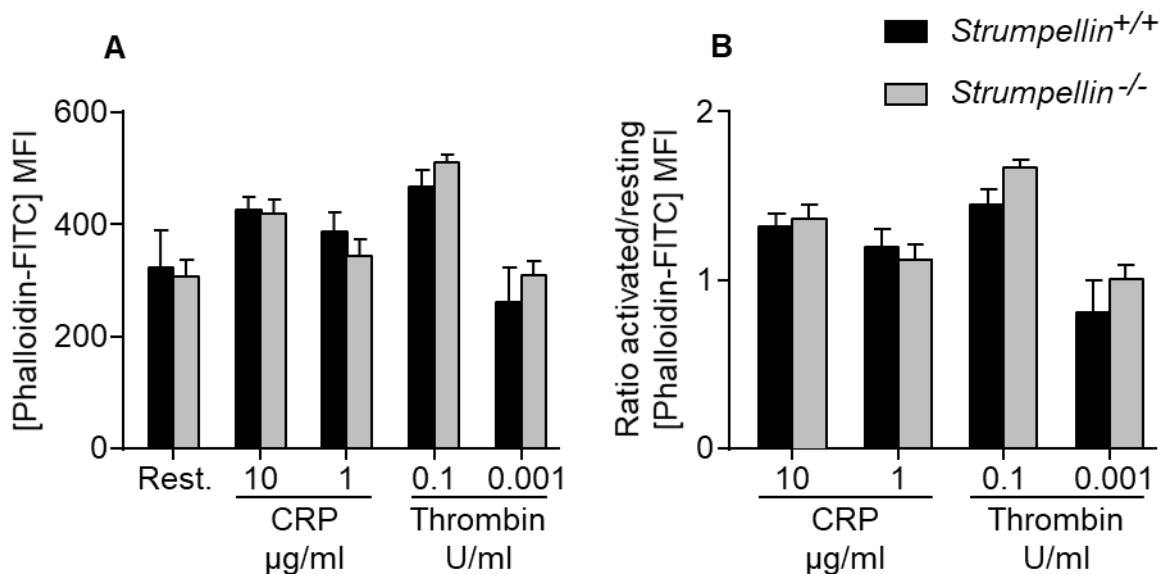 A
[Phalloidin-FITC] MFI
600
400
200
0
Rest. 10 1 0.1 0.001
CRP Thrombin
µg/ml U/ml
B
Strumpellin+/+
Strumpellin-/-
Ratio activated/resting
[Phalloidin-FITC] MFI
2
1
0
10 1 0.1 0.001
CRP Thrombin
µg/ml U/ml